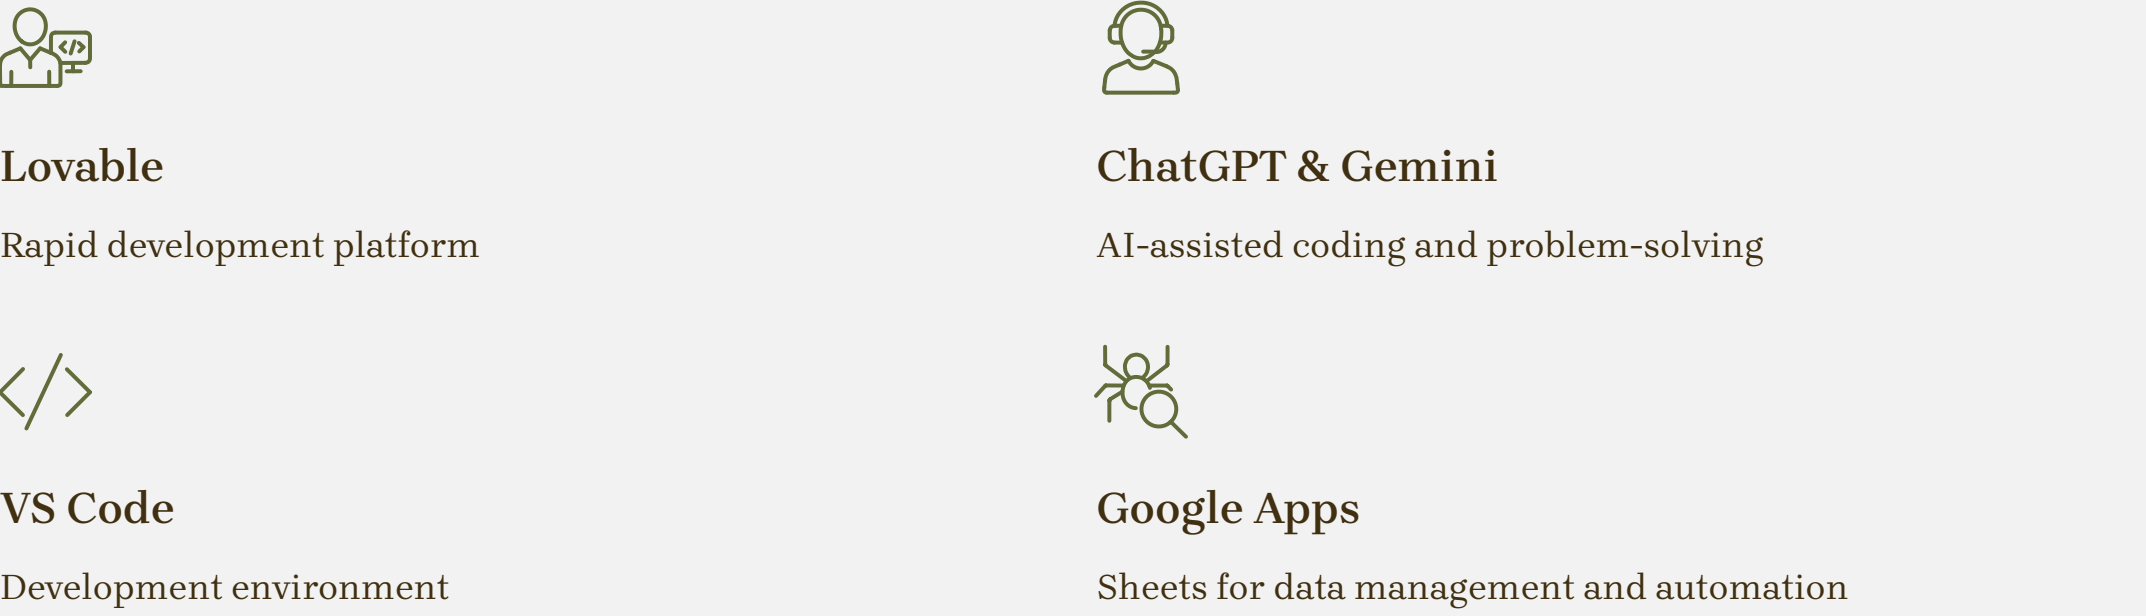 Lovable
Rapid development platform
ChatGPT & Gemini
AI-assisted coding and problem-solving
VS Code
Development environment
Google Apps
Sheets for data management and automation